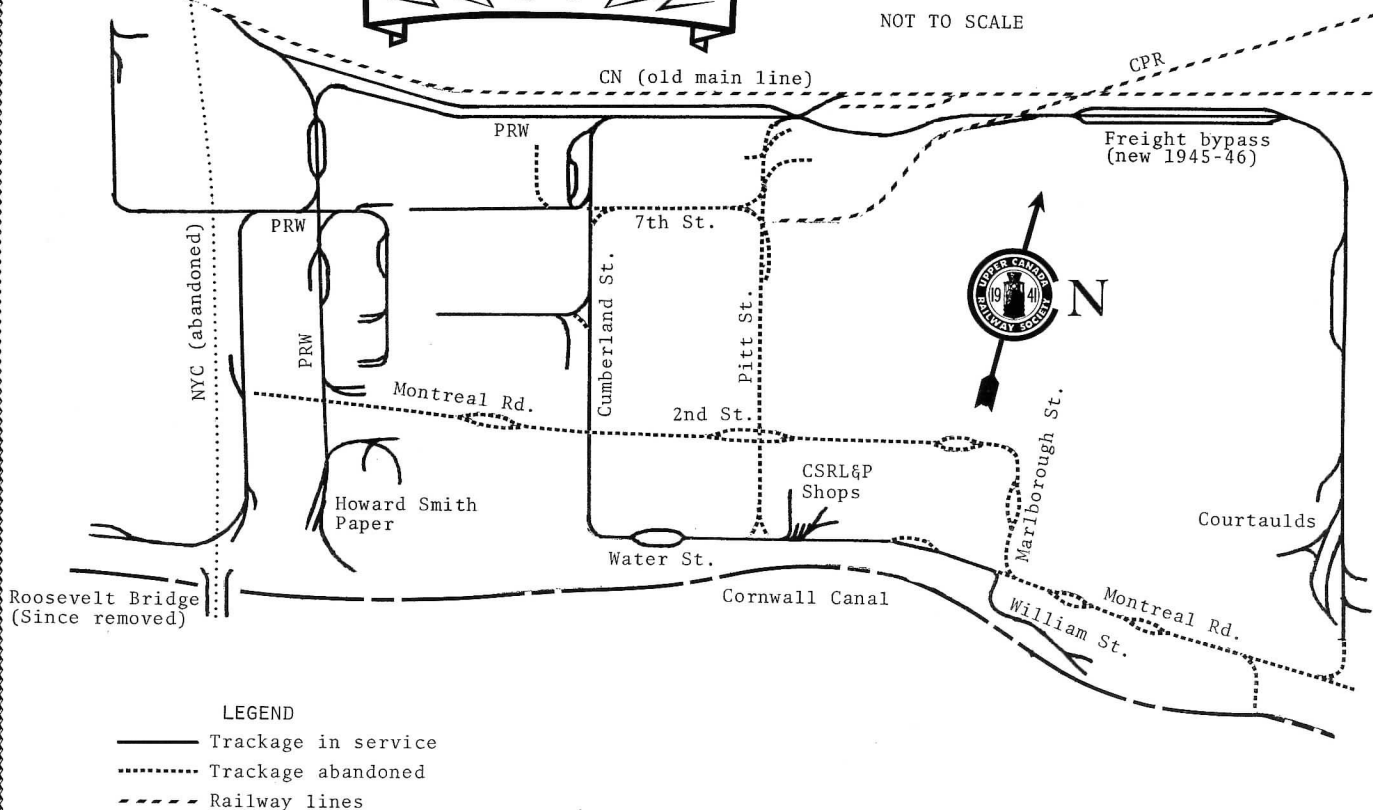 NOT TO SCALE
CPR
CN (old main line)
PRW
Freight bypass
(new 1945-46)
7th St.
PRW
NYC (abandoned)
Cumberland St.
Pitt St.
UPPER CANADA
19 41
RAILWAY SOCIETY
N
PRW
Montreal Rd.
2nd St.
Marlborough St.
CSRL&P
Shops
Howard Smith
Paper
Courtaulds
Water St.
Cornwall Canal
Roosevelt Bridge
(Since removed)
William St.
Montreal Rd.
LEGEND
Trackage in service
Trackage abandoned
Railway lines